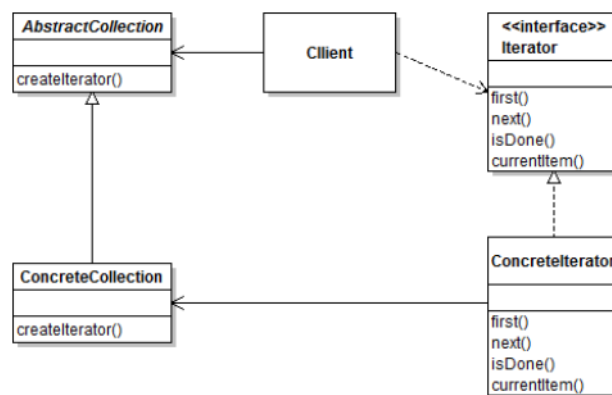 AbstractCollection
createIterator()
Cllient
<<interface>>
Iterator
first()
next()
isDone()
currentItem()
ConcreteCollection
createIterator()
ConcreteIterator
first()
next()
isDone()
currentItem()